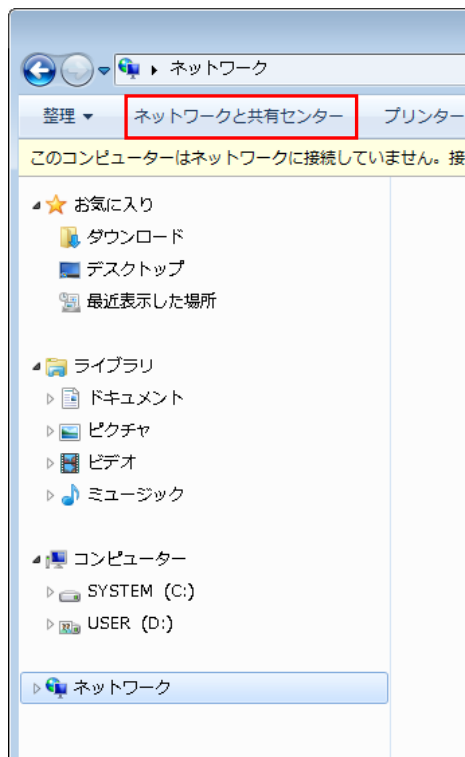 ネットワーク
整理 ネットワークと共有センター プリンター
このコンピューターはネットワークに接続していません。接
お気に入り
ダウンロード
デスクトップ
最近表示した場所
ライブラリ
ドキュメント
ピクチャ
ビデオ
ミュージック
コンピューター
SYSTEM (C:)
USER (D:)
ネットワーク